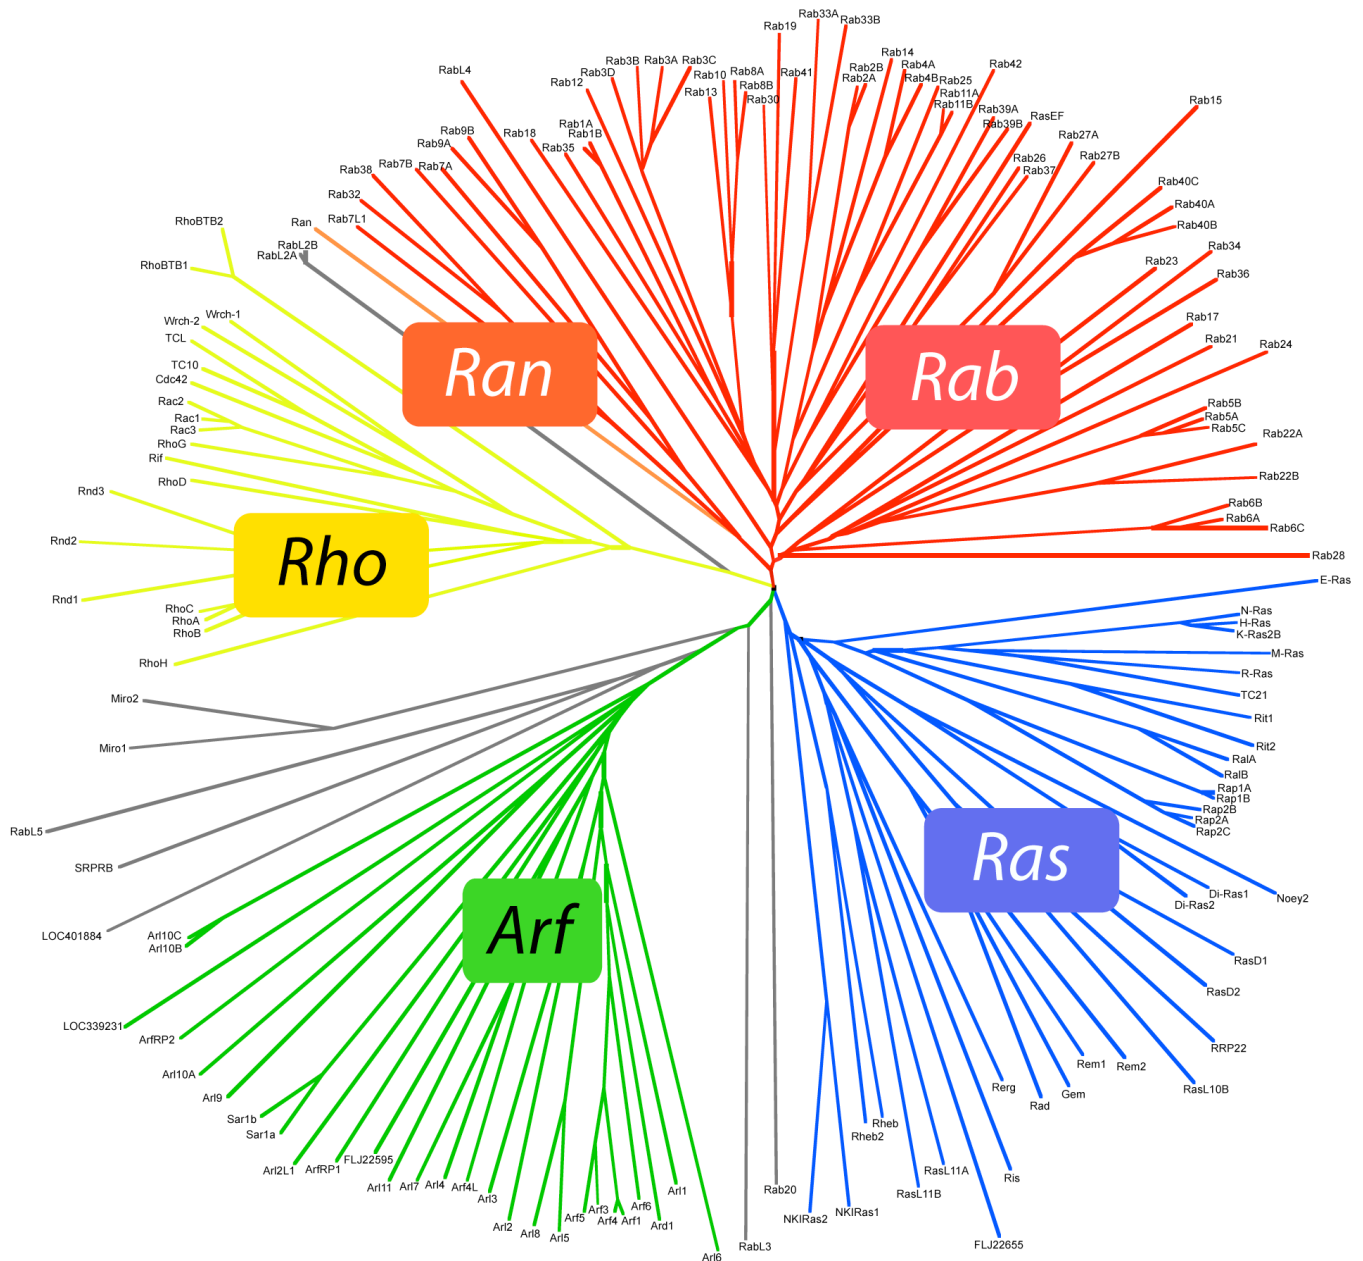 Rab33A
Rab33B
Rab19
RabL4
Rab12
Rab3D
Rab3B
Rab3A
Rab3C
Rab10
Rab8A
Rab8B
Rab13
Rab30
Rab41
Rab14
Rab2B
Rab2A
Rab4A
Rab4B
Rab25
Rab11A
Rab11B
Rab42
Rab39A
Rab39B
RasEF
Rab15
Rab27A
Rab27B
Rab26
Rab37
Rab9B
Rab9A
Rab18
Rab35
Rab1A
Rab1B
Rab38
Rab7B
Rab7A
Rab32
Rab7L1
Ran
RabL2B
RabL2A
RhoBTB2
RhoBTB1
Rab40C
Rab40A
Rab40B
Rab34
Rab23
Rab36
Rab17
Rab21
Rab24
Rab5B
Rab5A
Rab5C
Rab22A
Rab22B
Rab6B
Rab6A
Rab6C
Rab28
Wrch-2
Wrch-1
TCL
TC10
Cdc42
Rac2
Rac1
Rac3
RhoG
Rif
RhoD
Rnd3
Rnd2
Rnd1
RhoC
RhoA
RhoB
RhoH
Ran
Rab
Rho
Ras
Arf
E-Ras
N-Ras
H-Ras
K-Ras2B
M-Ras
R-Ras
TC21
Rit1
Rit2
RalA
RalB
Rap1A
Rap1B
Rap2B
Rap2A
Rap2C
Di-Ras1
Di-Ras2
Noey2
RasD1
RasD2
RRP22
RasL10B
Rem2
Rem1
Gem
Rad
Rerg
Ris
FLJ22655
RasL11A
RasL11B
Rheb
Rheb2
NKIRas1
NKIRas2
Rab20
RabL3
Miro2
Miro1
RabL5
SRPRB
LOC401884
Arl10C
Arl10B
LOC339231
ArfRP2
Arl10A
Arl9
Sar1b
Sar1a
Arl2L1
ArfRP1
FLJ22595
Arl11
Arl7
Arl4
Arf4L
Arl3
Arl2
Arl8
Arl5
Arf5
Arf3
Arf4
Arf1
Arf6
Ard1
Arl1
Arl6